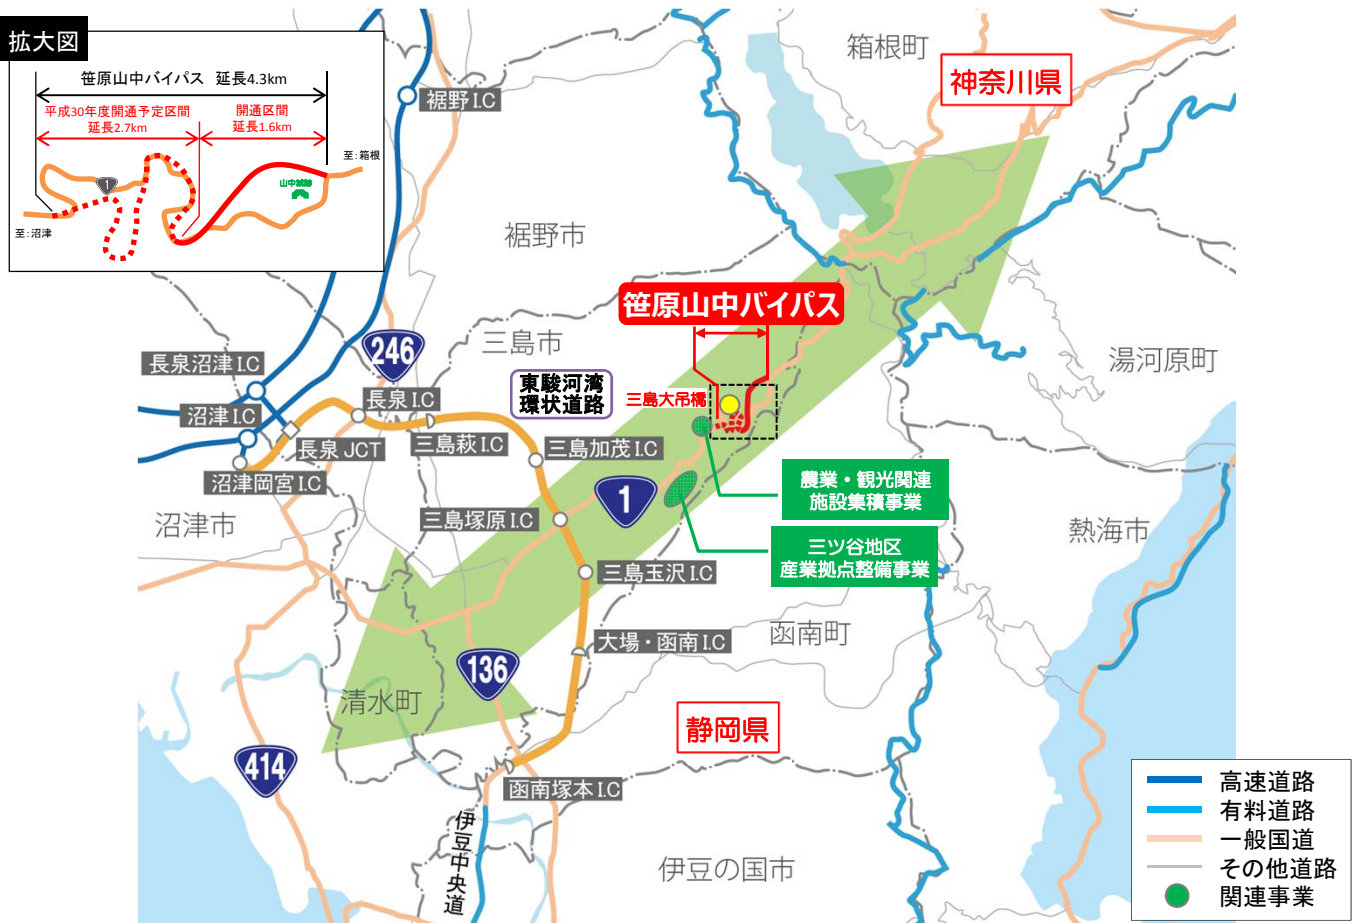 拡大図
笹原山中バイパス 延長4.3km
平成30年度開通予定区間
延長2.7km
開通区間
延長1.6km
至:箱根
山中城跡
1
至:沼津
箱根町
神奈川県
裾野I.C
裾野市
笹原山中バイパス
三島市
246
長泉沼津I.C
湯河原町
東駿河湾
環状道路
三島大吊橋
長泉I.C
沼津I.C
長泉JCT
三島萩I.C
三島加茂I.C
沼津岡宮I.C
農業・観光関連
施設集積事業
1
沼津市
三島塚原I.C
熱海市
三ツ谷地区
産業拠点整備事業
三島玉沢I.C
函南町
大場・函南I.C
136
清水町
静岡県
414
函南塚本I.C
伊豆中央道
伊豆の国市
高速道路
有料道路
一般国道
その他道路
関連事業